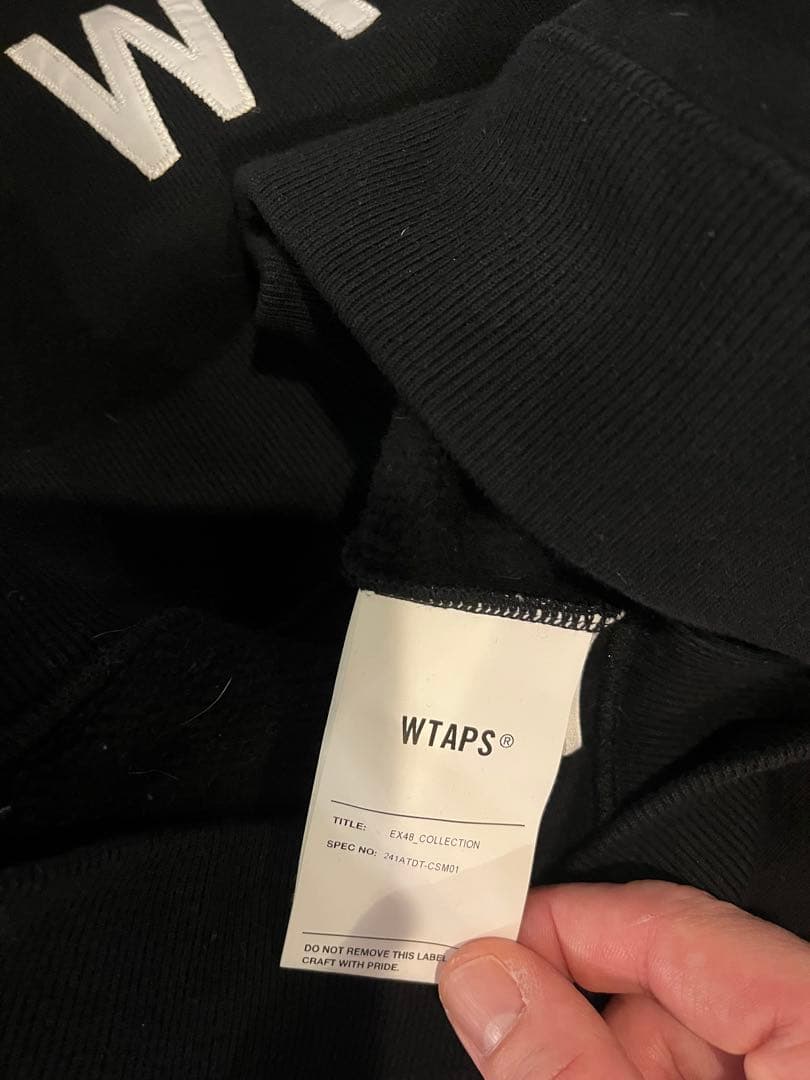 W
WTAPS®
TITLE: EX48_COLLECTION
SPEC NO: 241ATDT-CSM01
DO NOT REMOVE THIS LABEL
CRAFT WITH PRIDE.